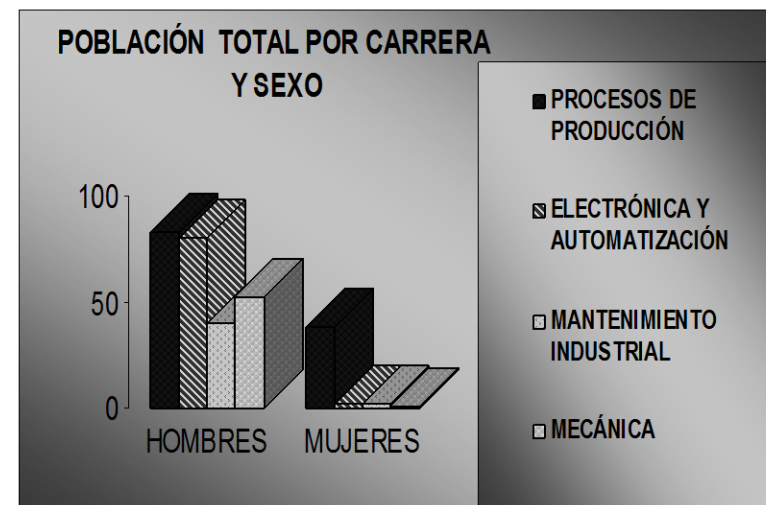 POBLACIÓN TOTAL POR CARRERA
Y SEXO
100
50
0
HOMBRES
MUJERES
PROCESOS DE
PRODUCCIÓN
ELECTRÓNICA Y
AUTOMATIZACIÓN
MANTENIMIENTO
INDUSTRIAL
MECÁNICA